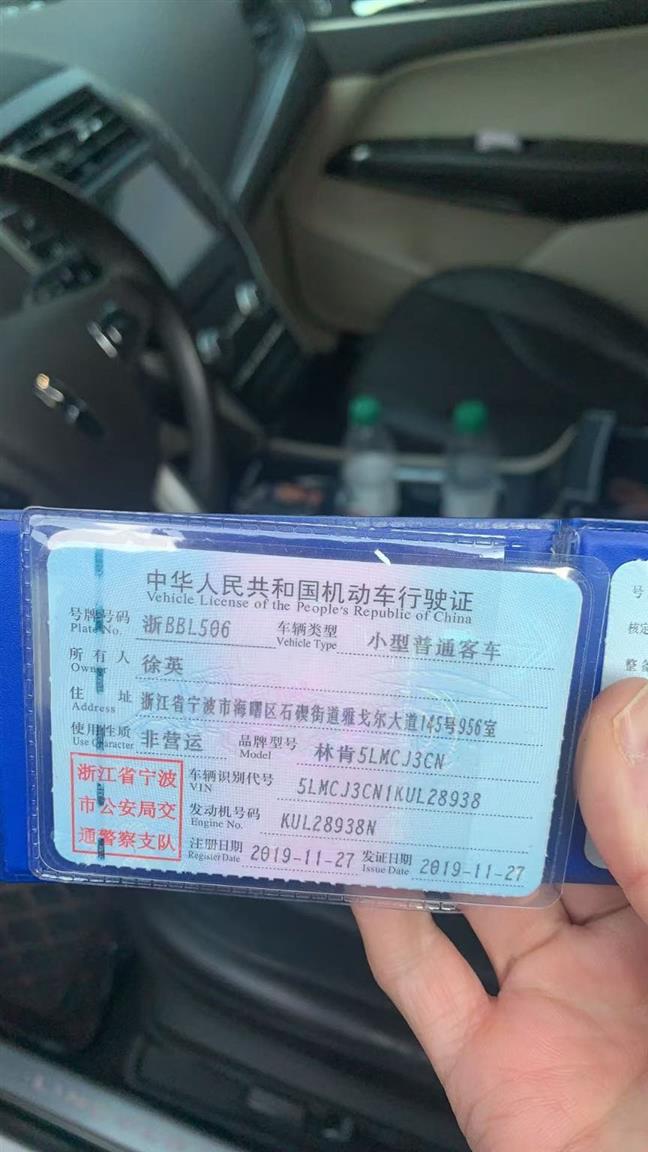 中华人民共和国机动车行驶证
Vehicle License of the People's Republic of China
号牌号码 浙BBL506 车辆类型 小型普通客车
Plate No. Vehicle Type
所有人 徐英
Owner
住址 浙江省宁波市海曙区石碶街道雅戈尔大道145号956室
Address
使用性质 非营运 品牌型号 林肯5LMCJ3CN
Use Character Model
浙江省宁波
市公安局交
通警察支队
车辆识别代号 5LMCJ3CN1KUL28938
VIN
发动机号码 KUL28938N
Engine No.
注册日期 2019-11-27 发证日期 2019-11-27
Register Date Issue Date
号
核定
整备